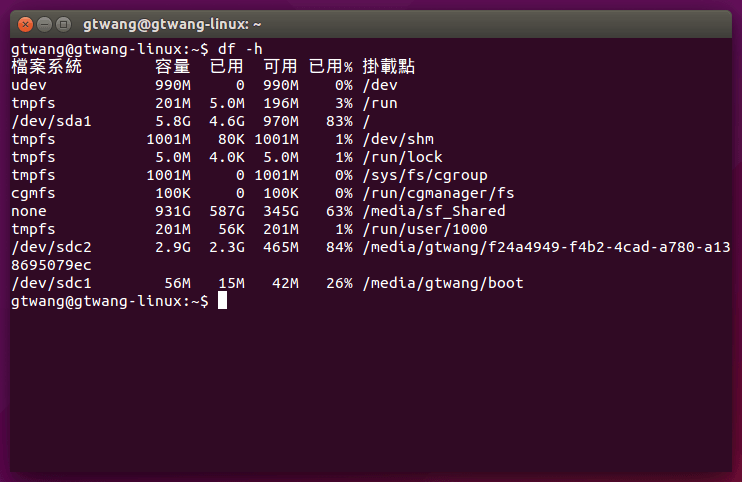 gtwang@gtwang-linux: ~
gtwang@gtwang-linux:~$ df -h
檔案系統        容量  已用  可用 已用% 掛載點
udev           990M     0  990M    0% /dev
tmpfs          201M  5.0M  196M    3% /run
/dev/sda1      5.8G  4.6G  970M   83% /
tmpfs         1001M   80K 1001M    1% /dev/shm
tmpfs          5.0M  4.0K  5.0M    1% /run/lock
tmpfs         1001M     0 1001M    0% /sys/fs/cgroup
cgmfs          100K     0  100K    0% /run/cgmanager/fs
none           931G  587G  345G   63% /media/sf_Shared
tmpfs          201M   56K  201M    1% /run/user/1000
/dev/sdc2      2.9G  2.3G  465M   84% /media/gtwang/f24a4949-f4b2-4cad-a780-a13
8695079ec
/dev/sdc1       56M   15M   42M   26% /media/gtwang/boot
gtwang@gtwang-linux:~$